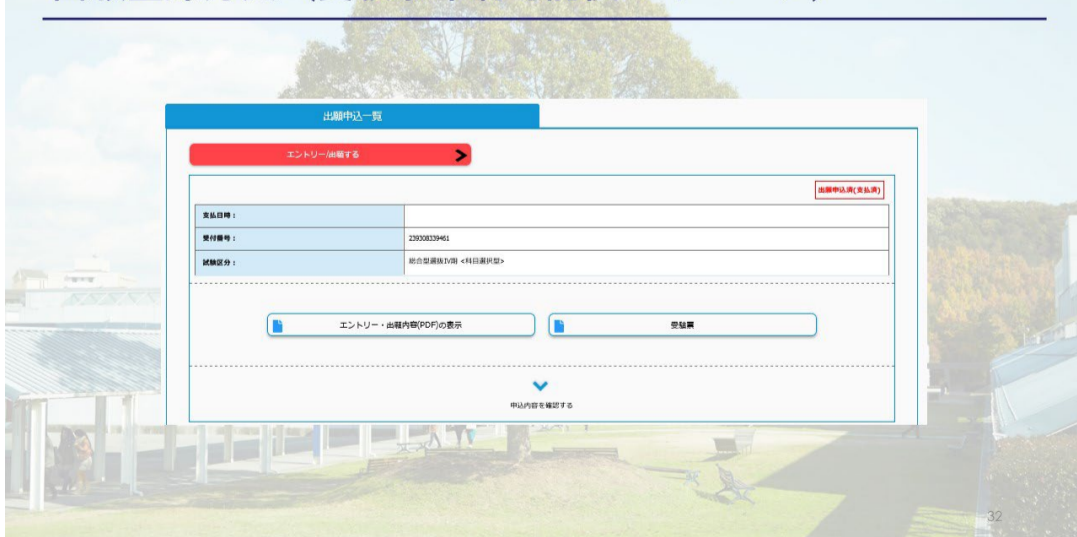 出願申込一覧
エントリー/出願する
出願申込済(支払済)
支払日時：
受付番号： 239308339461
試験区分： 総合型選抜IV期 <科目選択型>
エントリー・出願内容(PDF)の表示 受験票
申込内容を確認する
32